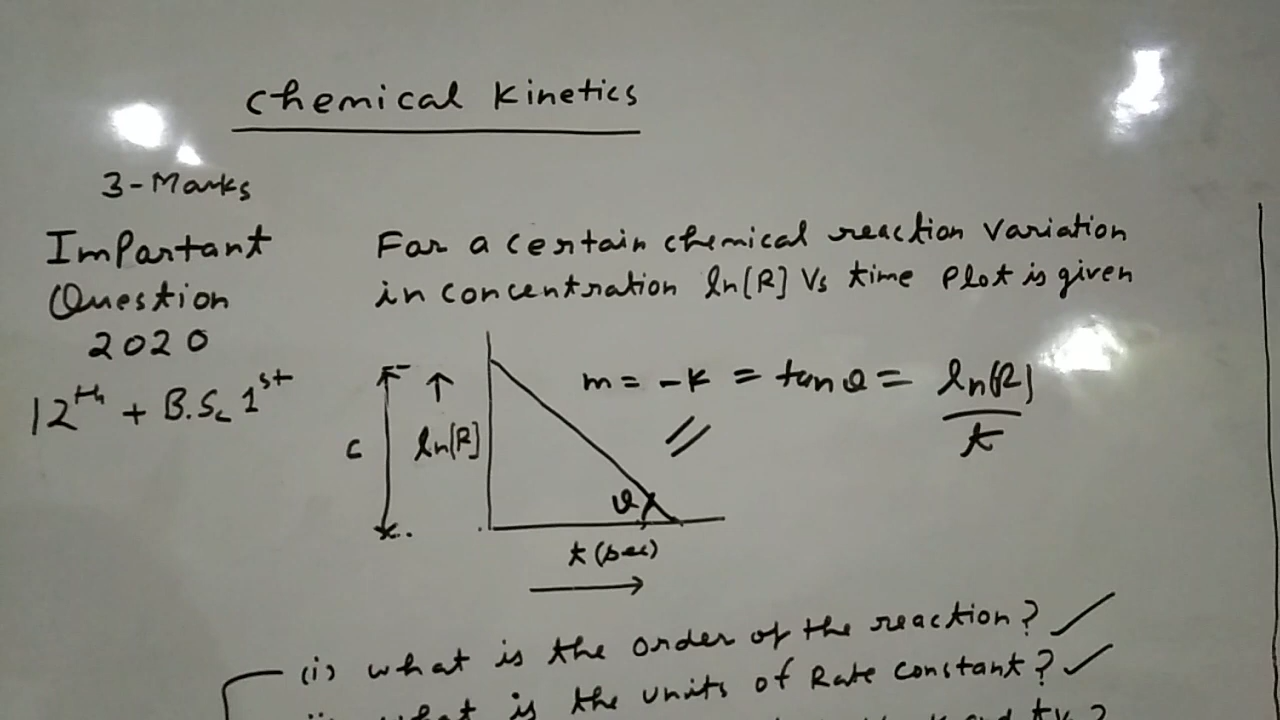 Chemical Kinetics
3-Marks
Impartant
Question
2020
12th + B.Sc 1st
For a certain chemical reaction Variation
in concentration ln[R] Vs time Plot is given
m = -k = tanθ = ln(R)/t
c
↑
ln[R]
θ
t (sec)
(i) what is the order of the reaction?
what is the units of Rate constant?